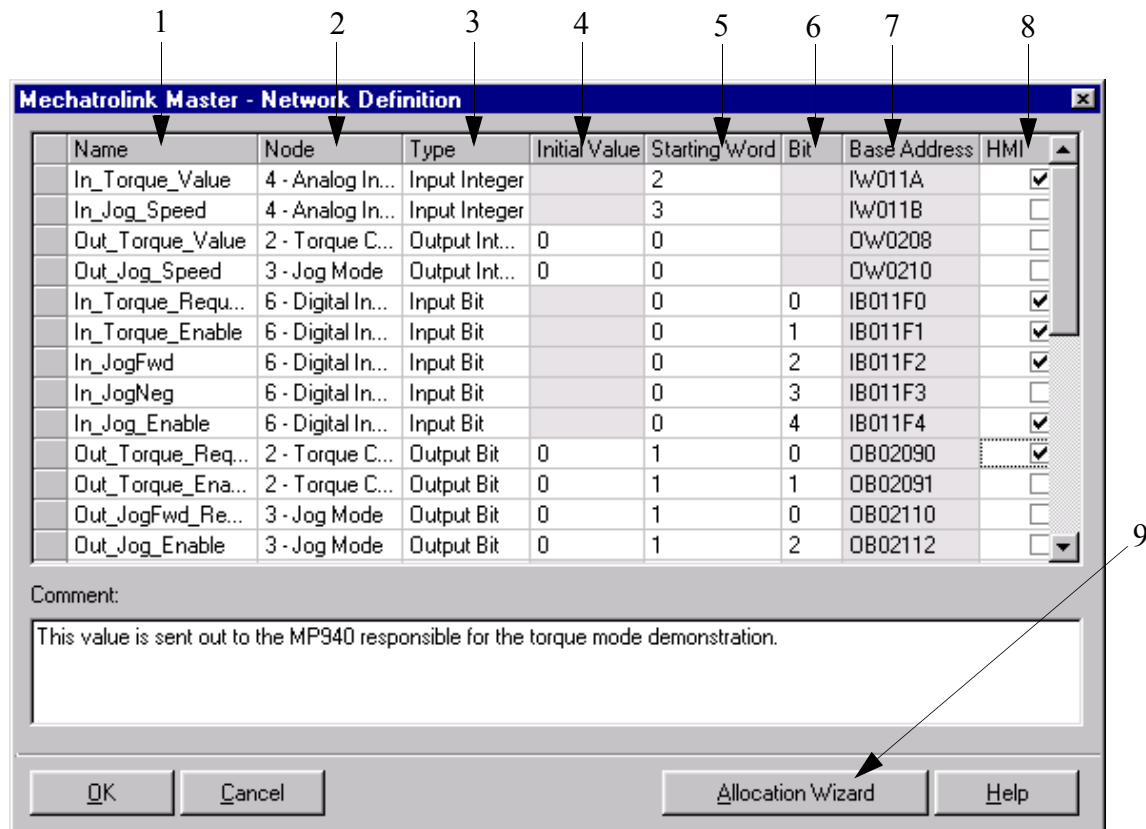 1 2 3 4 5 6 7 8
Mechatrolink Master - Network Definition
Name Node Type Initial Value Starting Word Bit Base Address HMI
In_Torque_Value 4 - Analog In... Input Integer 2 IW011A
In_Jog_Speed 4 - Analog In... Input Integer 3 IW011B
Out_Torque_Value 2 - Torque C... Output Int... 0 0 OW0208
Out_Jog_Speed 3 - Jog Mode Output Int... 0 0 OW0210
In_Torque_Requ... 6 - Digital In... Input Bit 0 0 IB011F0
In_Torque_Enable 6 - Digital In... Input Bit 0 1 IB011F1
In_JogFwd 6 - Digital In... Input Bit 0 2 IB011F2
In_JogNeg 6 - Digital In... Input Bit 0 3 IB011F3
In_Jog_Enable 6 - Digital In... Input Bit 0 4 IB011F4
Out_Torque_Req... 2 - Torque C... Output Bit 0 1 0 OB02090
Out_Torque_Ena... 2 - Torque C... Output Bit 0 1 1 OB02091
Out_JogFwd_Re... 3 - Jog Mode Output Bit 0 1 0 OB02110
Out_Jog_Enable 3 - Jog Mode Output Bit 0 1 2 OB02112
9
Comment:
This value is sent out to the MP940 responsible for the torque mode demonstration.
OK Cancel Allocation Wizard Help